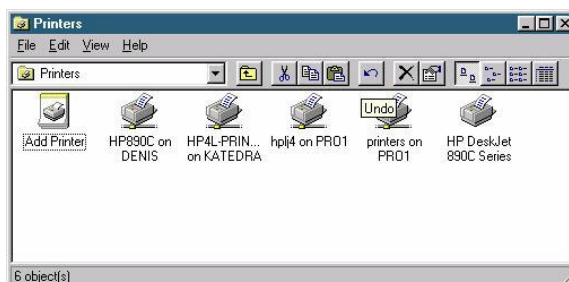 Printers
File Edit View Help
Printers
Undo
Add Printer
HP890C on
DENIS
HP4L-PRIN...
on KATEDRA
hplj4 on PRO1
printers on
PRO1
HP DeskJet
890C Series
6 object(s)